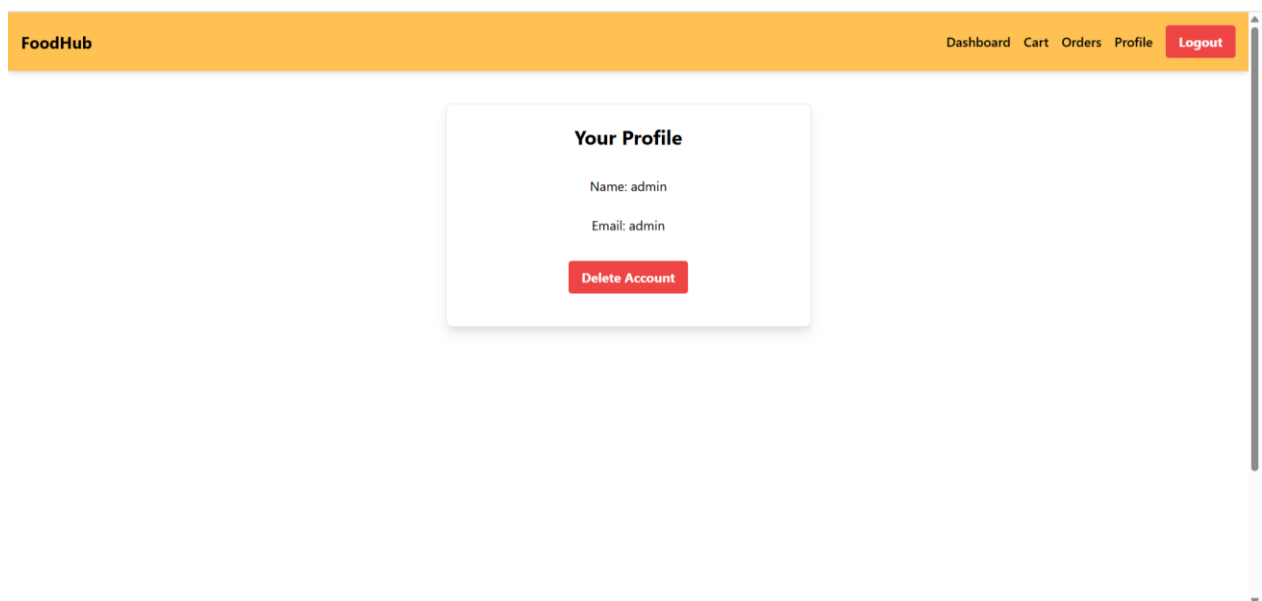 FoodHub
Dashboard Cart Orders Profile Logout
Your Profile
Name: admin
Email: admin
Delete Account